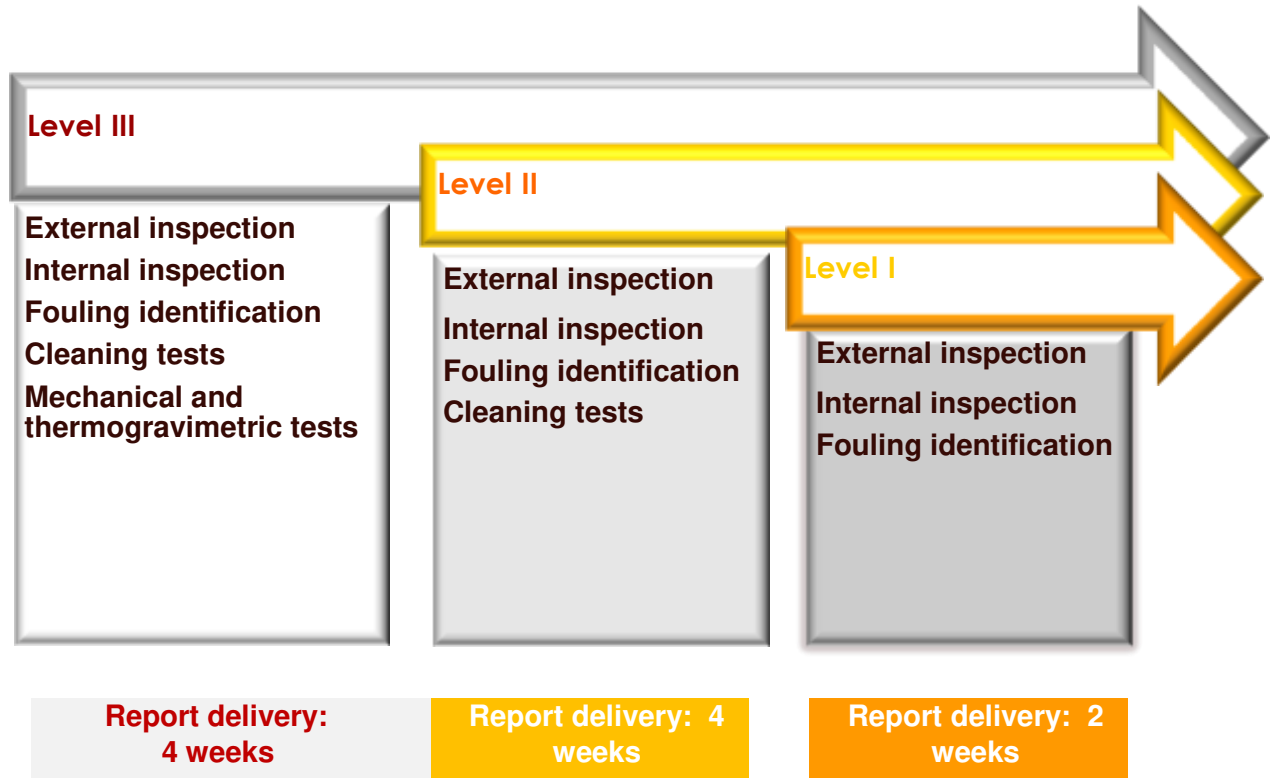 Level III
External inspection
Internal inspection
Fouling identification
Cleaning tests
Mechanical and
thermogravimetric tests
Level II
External inspection
Internal inspection
Fouling identification
Cleaning tests
Level I
External inspection
Internal inspection
Fouling identification
Report delivery:
4 weeks
Report delivery:  4
weeks
Report delivery:  2
weeks